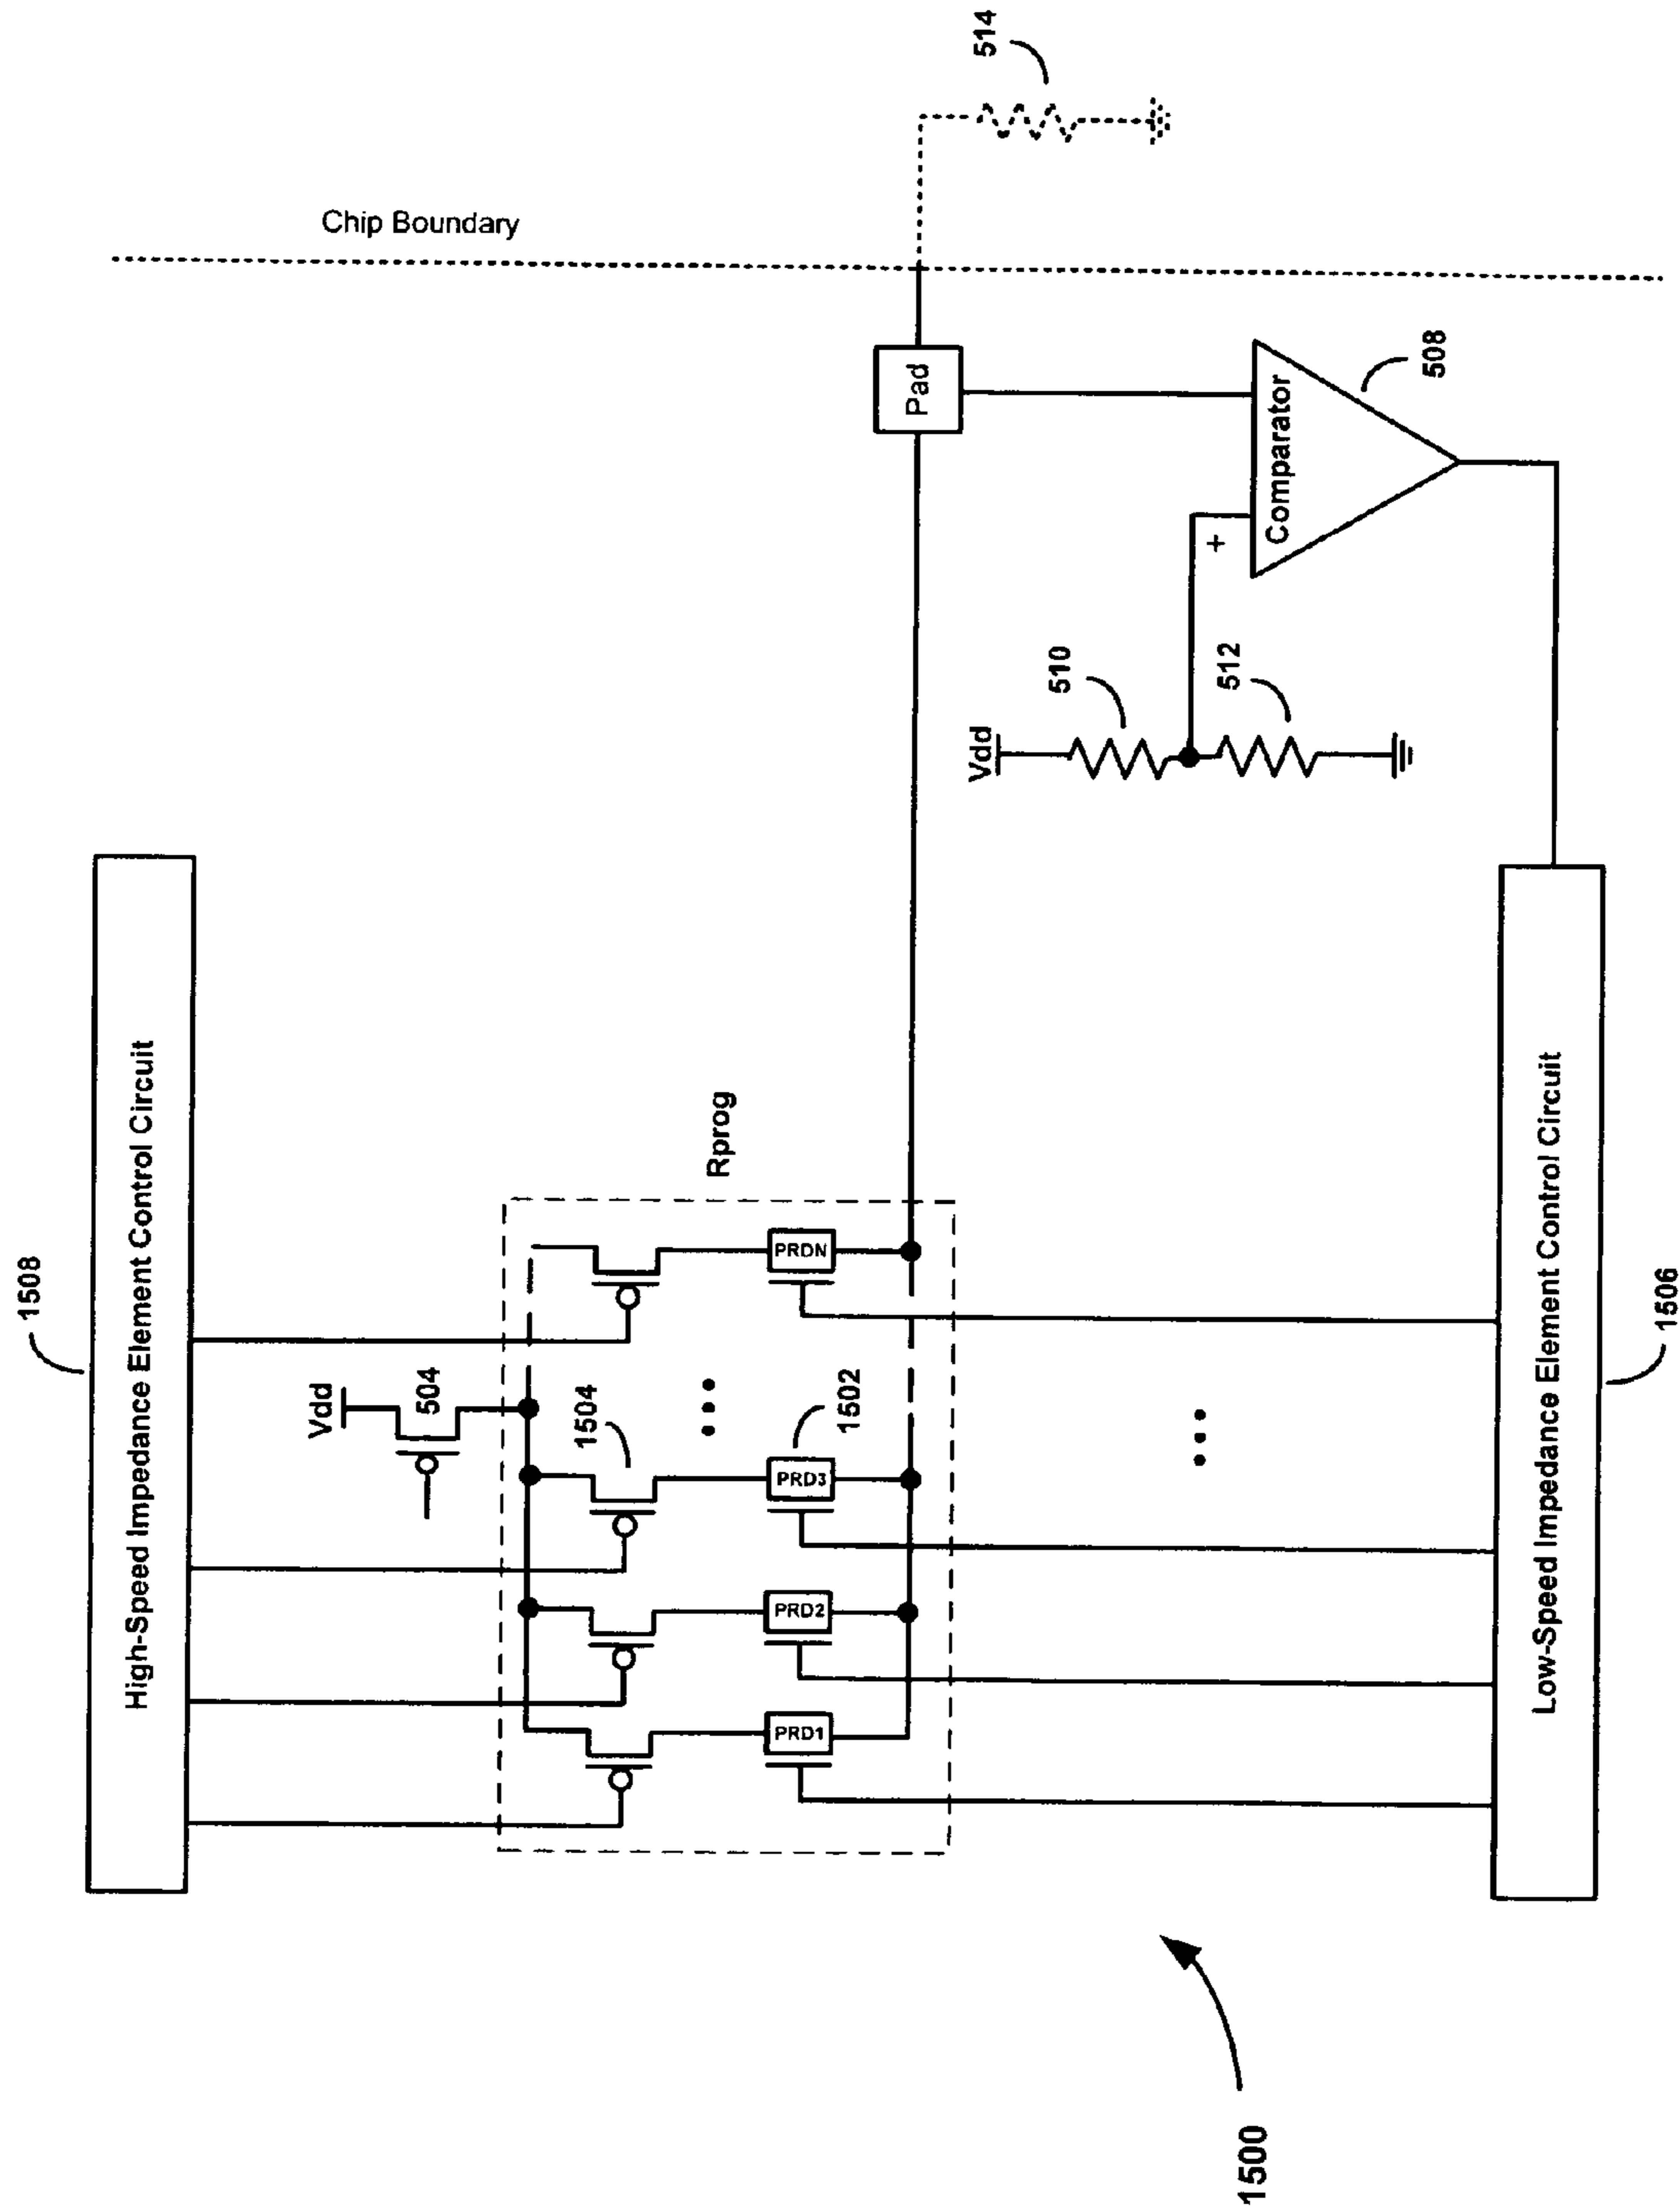 1508
High-Speed Impedance Element Control Circuit
Chip Boundary
Vdd
504
1504
Rprog
514
PRD1
PRD2
PRD3
PRDN
1502
Pad
Vdd
510
512
+
Comparator
508
Low-Speed Impedance Element Control Circuit
1506
1500